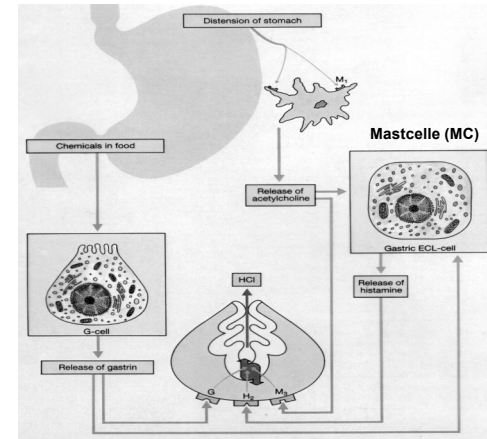 Distension of stomach
M₁
Mastcelle (MC)
Chemicals in food
Release of
acetylcholine
Gastric ECL-cell
HCl
Release of
histamine
G-cell
Release of gastrin
G
H₂
M₃